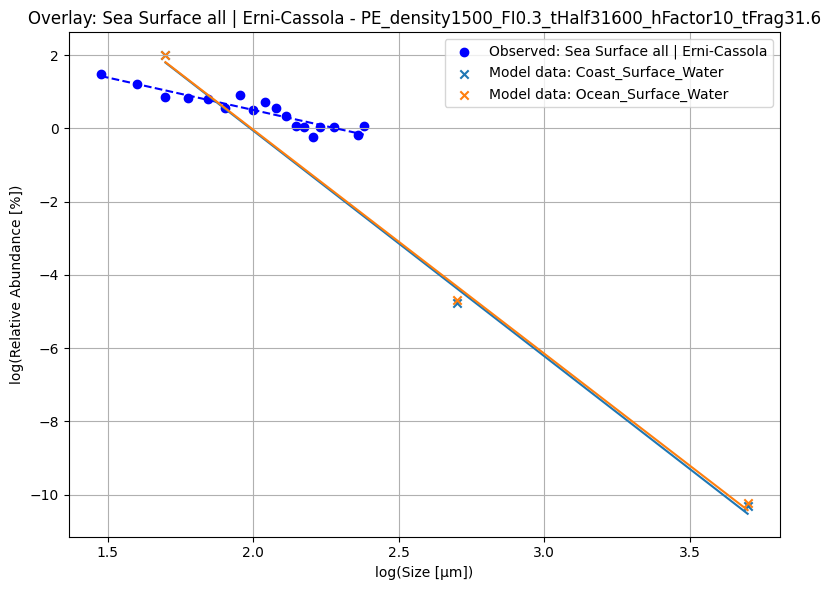 Overlay: Sea Surface all | Erni-Cassola - PE_density1500_FI0.3_tHalf31600_hFactor10_tFrag31.6
Observed: Sea Surface all | Erni-Cassola
Model data: Coast_Surface_Water
Model data: Ocean_Surface_Water
log(Relative Abundance [%])
2
0
−2
−4
−6
−8
−10
1.5 2.0 2.5 3.0 3.5
log(Size [μm])